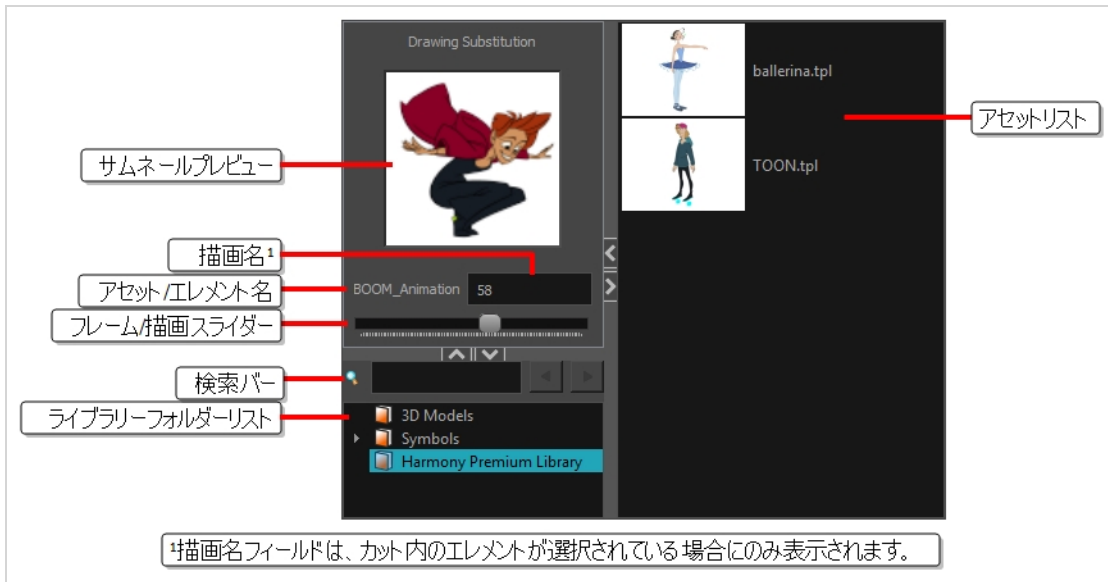 Drawing Substitution
ballerina.tpl
アセットリスト
サムネールプレビュー
TOON.tpl
描画名¹
アセット/エレメント名
BOOM_Animation 58
フレーム/描画スライダー
検索バー
ライブラリーフォルダーリスト
3D Models
Symbols
Harmony Premium Library
¹描画名フィールドは、カット内のエレメントが選択されている場合にのみ表示されます。